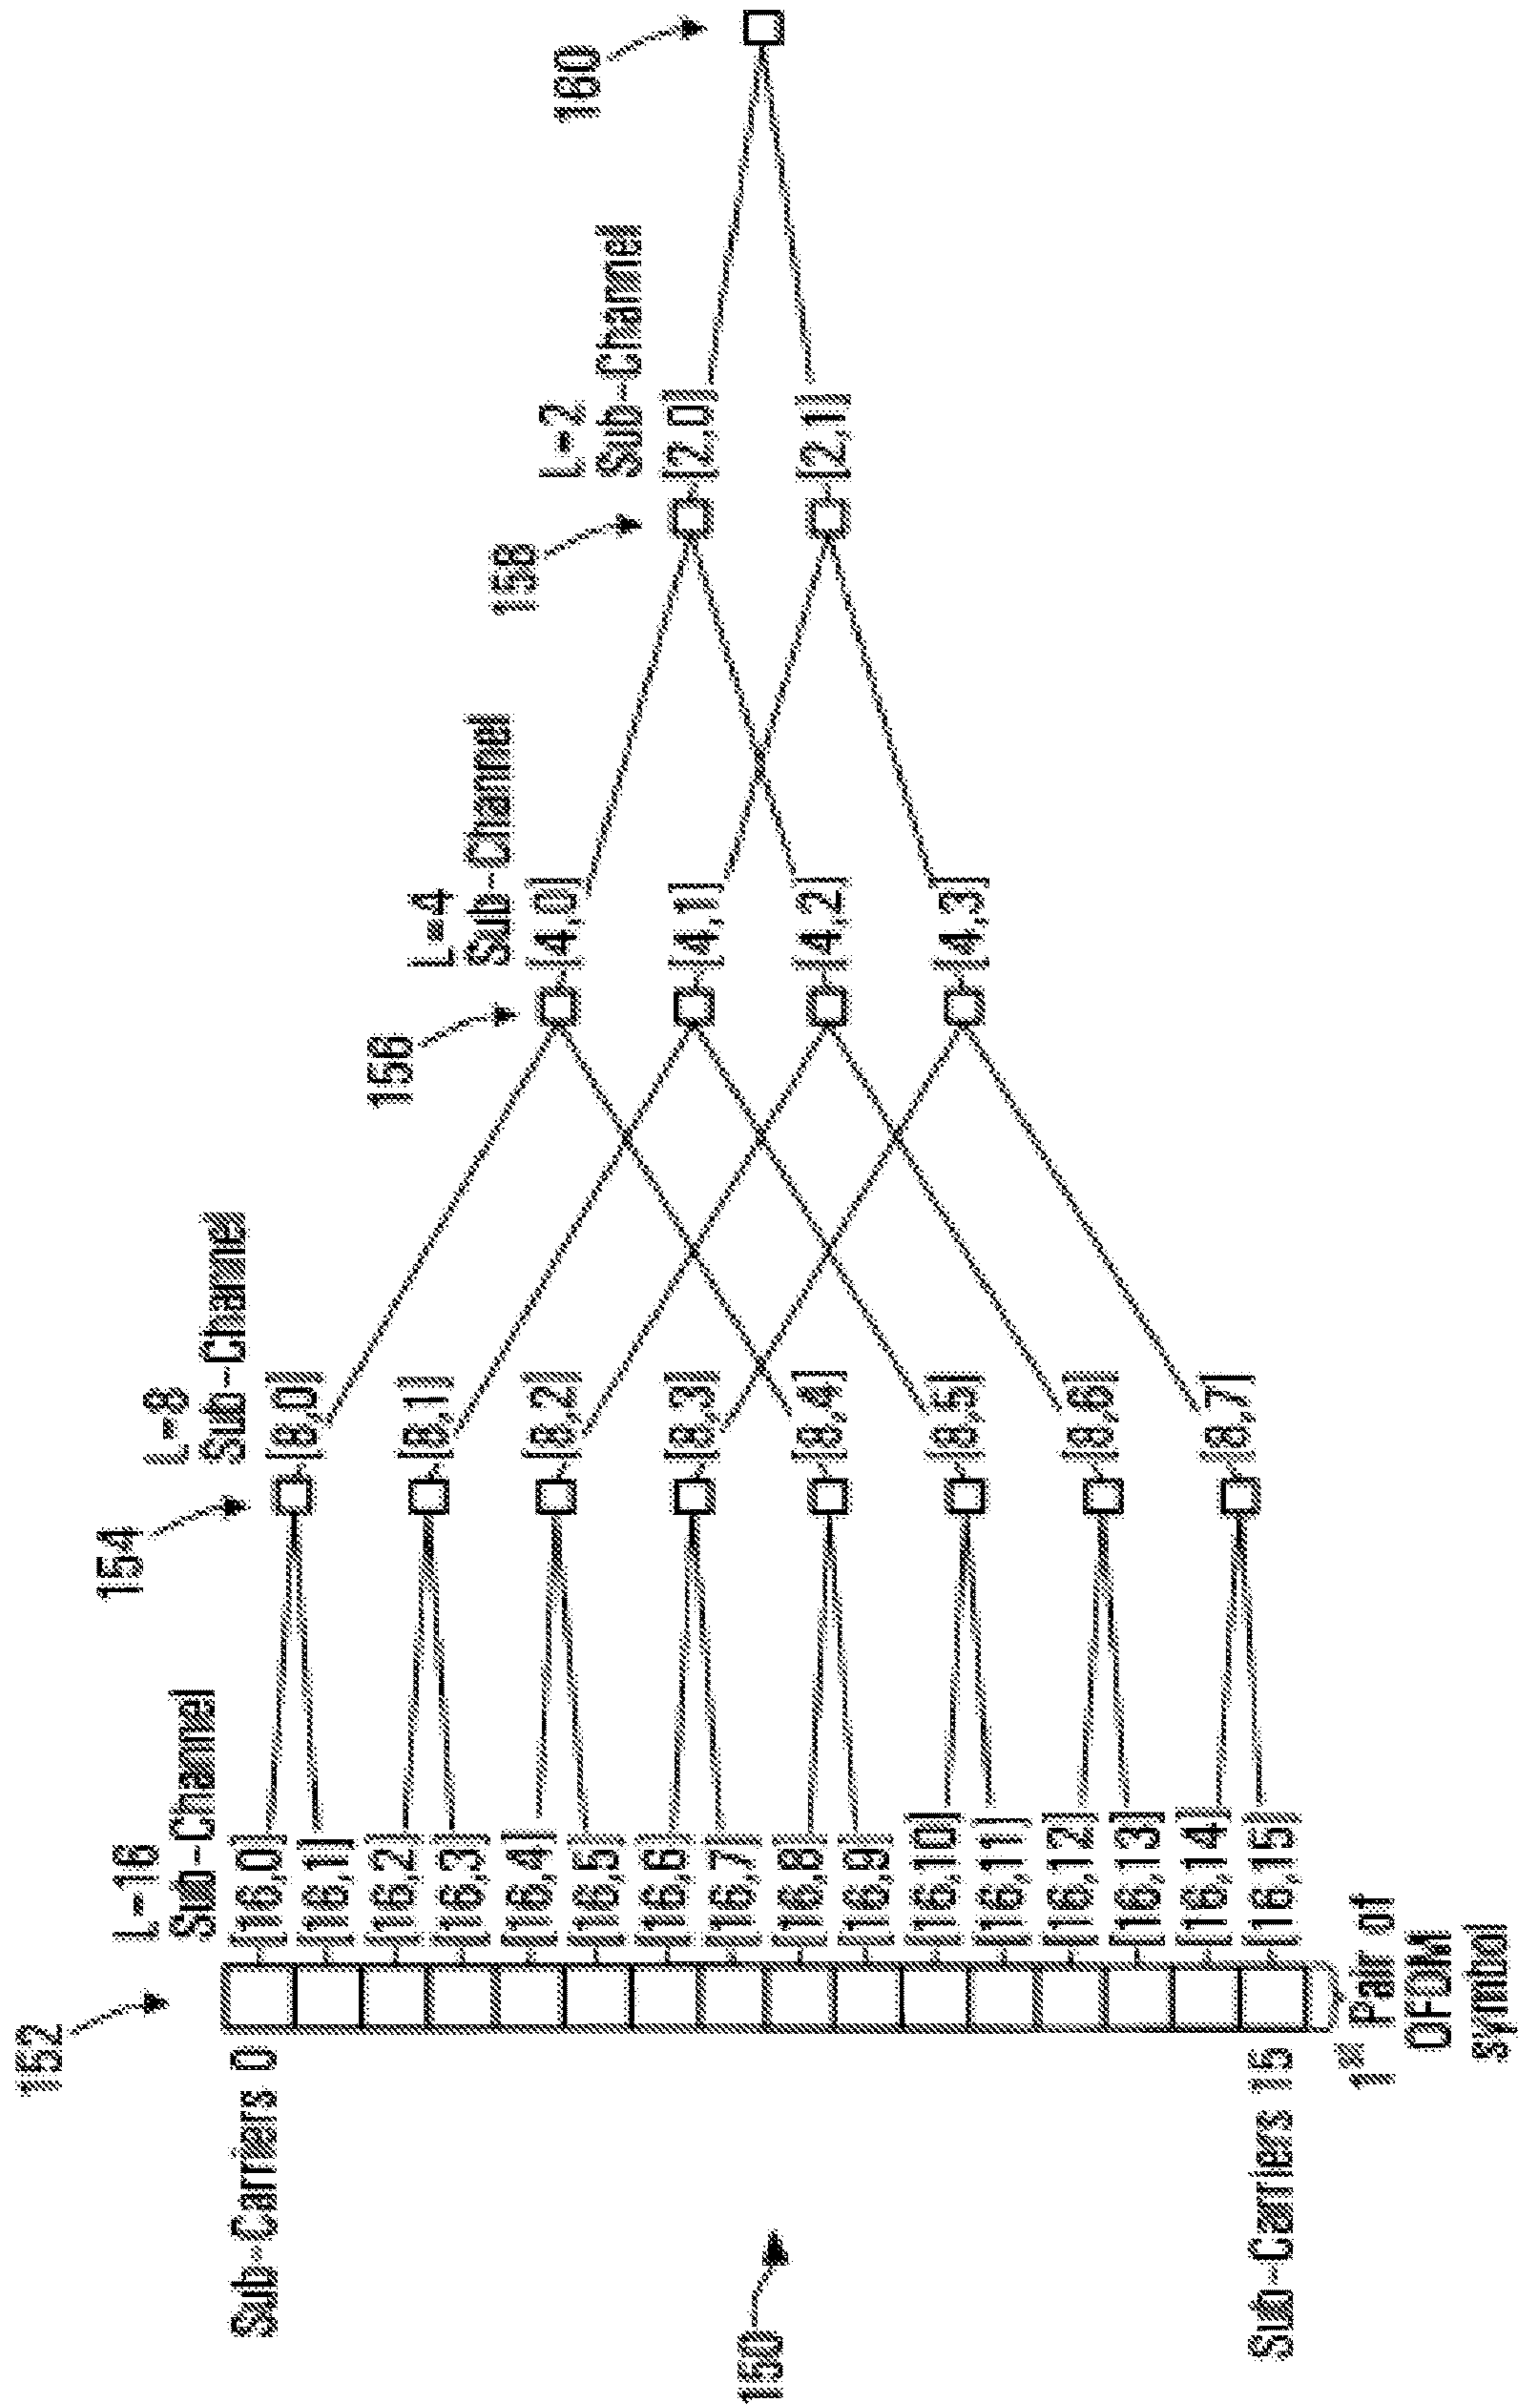 150
152
Sub-Carriers 0
Sub-Carriers 15
1st Pair of
OFDM
symbol
L-16
Sub-Channel
[16,0]
[16,1]
[16,2]
[16,3]
[16,4]
[16,5]
[16,6]
[16,7]
[16,8]
[16,9]
[16,10]
[16,11]
[16,12]
[16,13]
[16,14]
[16,15]
154
L-8
Sub-Channel
[8,0]
[8,1]
[8,2]
[8,3]
[8,4]
[8,5]
[8,6]
[8,7]
156
L-4
Sub-Channel
[4,0]
[4,1]
[4,2]
[4,3]
158
L-2
Sub-Channel
[2,0]
[2,1]
160